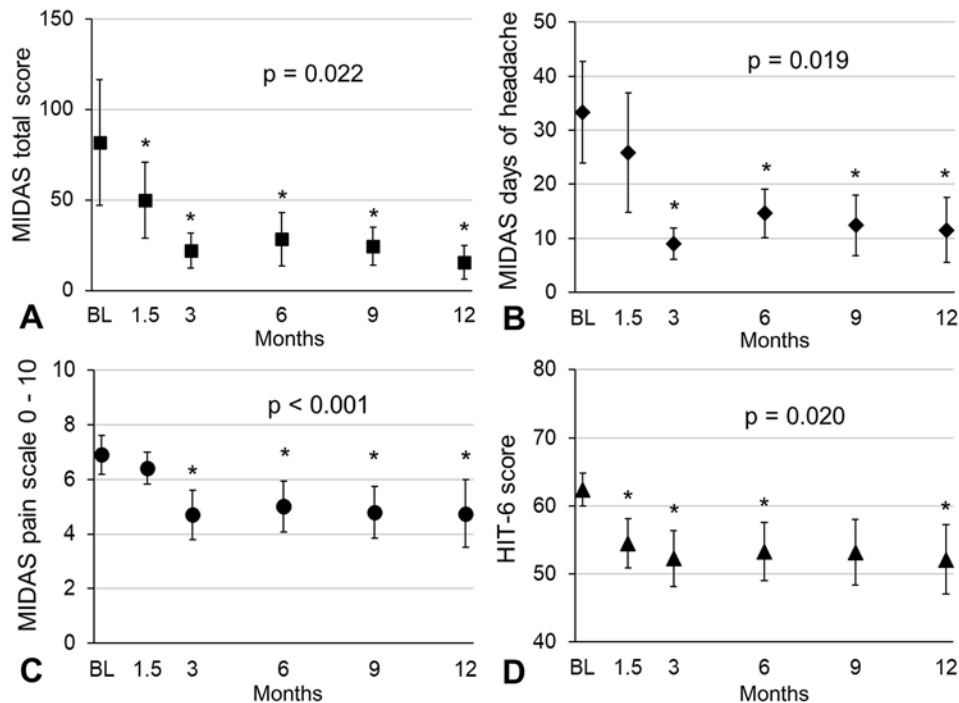 MIDAS total score
150
100
50
0
p = 0.022
*
*
*
*
*
A
BL 1.5 3 6 9 12
Months
MIDAS days of headache
50
40
30
20
10
0
p = 0.019
*
*
*
*
B
BL 1.5 3 6 9 12
Months
MIDAS pain scale 0 - 10
10
8
6
4
2
0
p < 0.001
*
*
*
*
C
BL 1.5 3 6 9 12
Months
HIT-6 score
80
70
60
50
40
p = 0.020
*
*
*
*
D
BL 1.5 3 6 9 12
Months